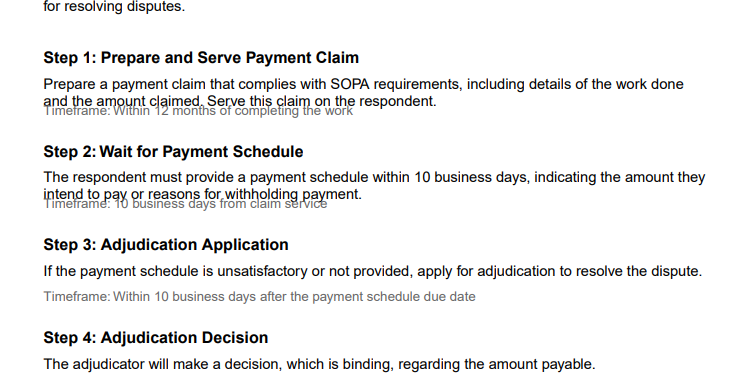 for resolving disputes.
Step 1: Prepare and Serve Payment Claim
Prepare a payment claim that complies with SOPA requirements, including details of the work done
and the amount claimed. Serve this claim on the respondent.
Timeframe: Within 12 months of completing the work
Step 2: Wait for Payment Schedule
The respondent must provide a payment schedule within 10 business days, indicating the amount they
intend to pay or reasons for withholding payment.
Timeframe: 10 business days from claim service
Step 3: Adjudication Application
If the payment schedule is unsatisfactory or not provided, apply for adjudication to resolve the dispute.
Timeframe: Within 10 business days after the payment schedule due date
Step 4: Adjudication Decision
The adjudicator will make a decision, which is binding, regarding the amount payable.